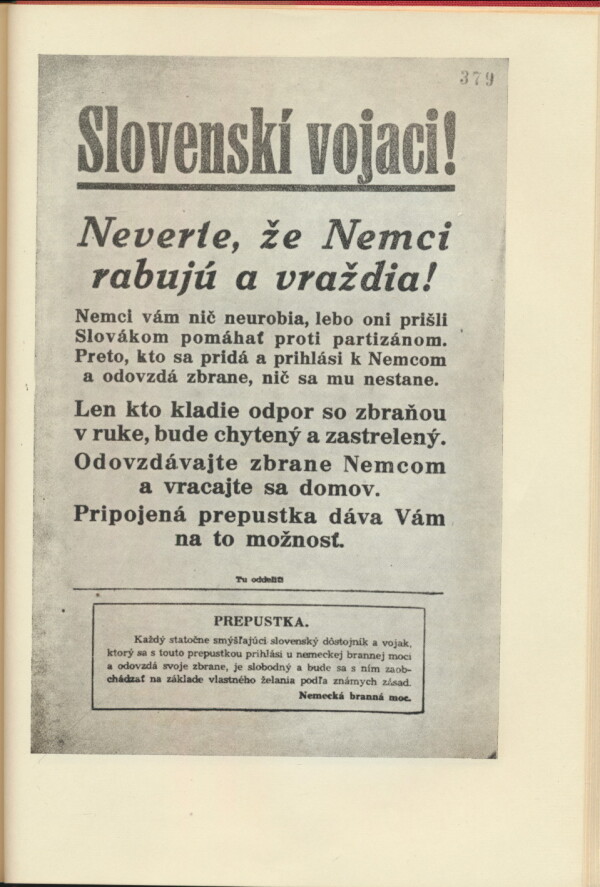 379
Slovenskí vojaci!
Neverte, že Nemci
rabujú a vraždia!
Nemci vám nič neurobia, lebo oni prišli
Slovákom pomáhať proti partizánom.
Preto, kto sa pridá a prihlási k Nemcom
a odovzdá zbrane, nič sa mu nestane.
Len kto kladie odpor so zbraňou
v ruke, bude chytený a zastrelený.
Odovzdávajte zbrane Nemcom
a vracajte sa domov.
Pripojená prepustka dáva Vám
na to možnosť.
Tu oddeliť!
PREPUSTKA.
Každý statočne smýšľajúci slovenský dôstojník a vojak,
ktorý sa s touto prepustkou prihlási u nemeckej brannej moci
a odovzdá svoje zbrane, je slobodný a bude sa s ním zaob-
chádzať na základe vlastného želania podľa známych zásad.
Nemecká branná moc.